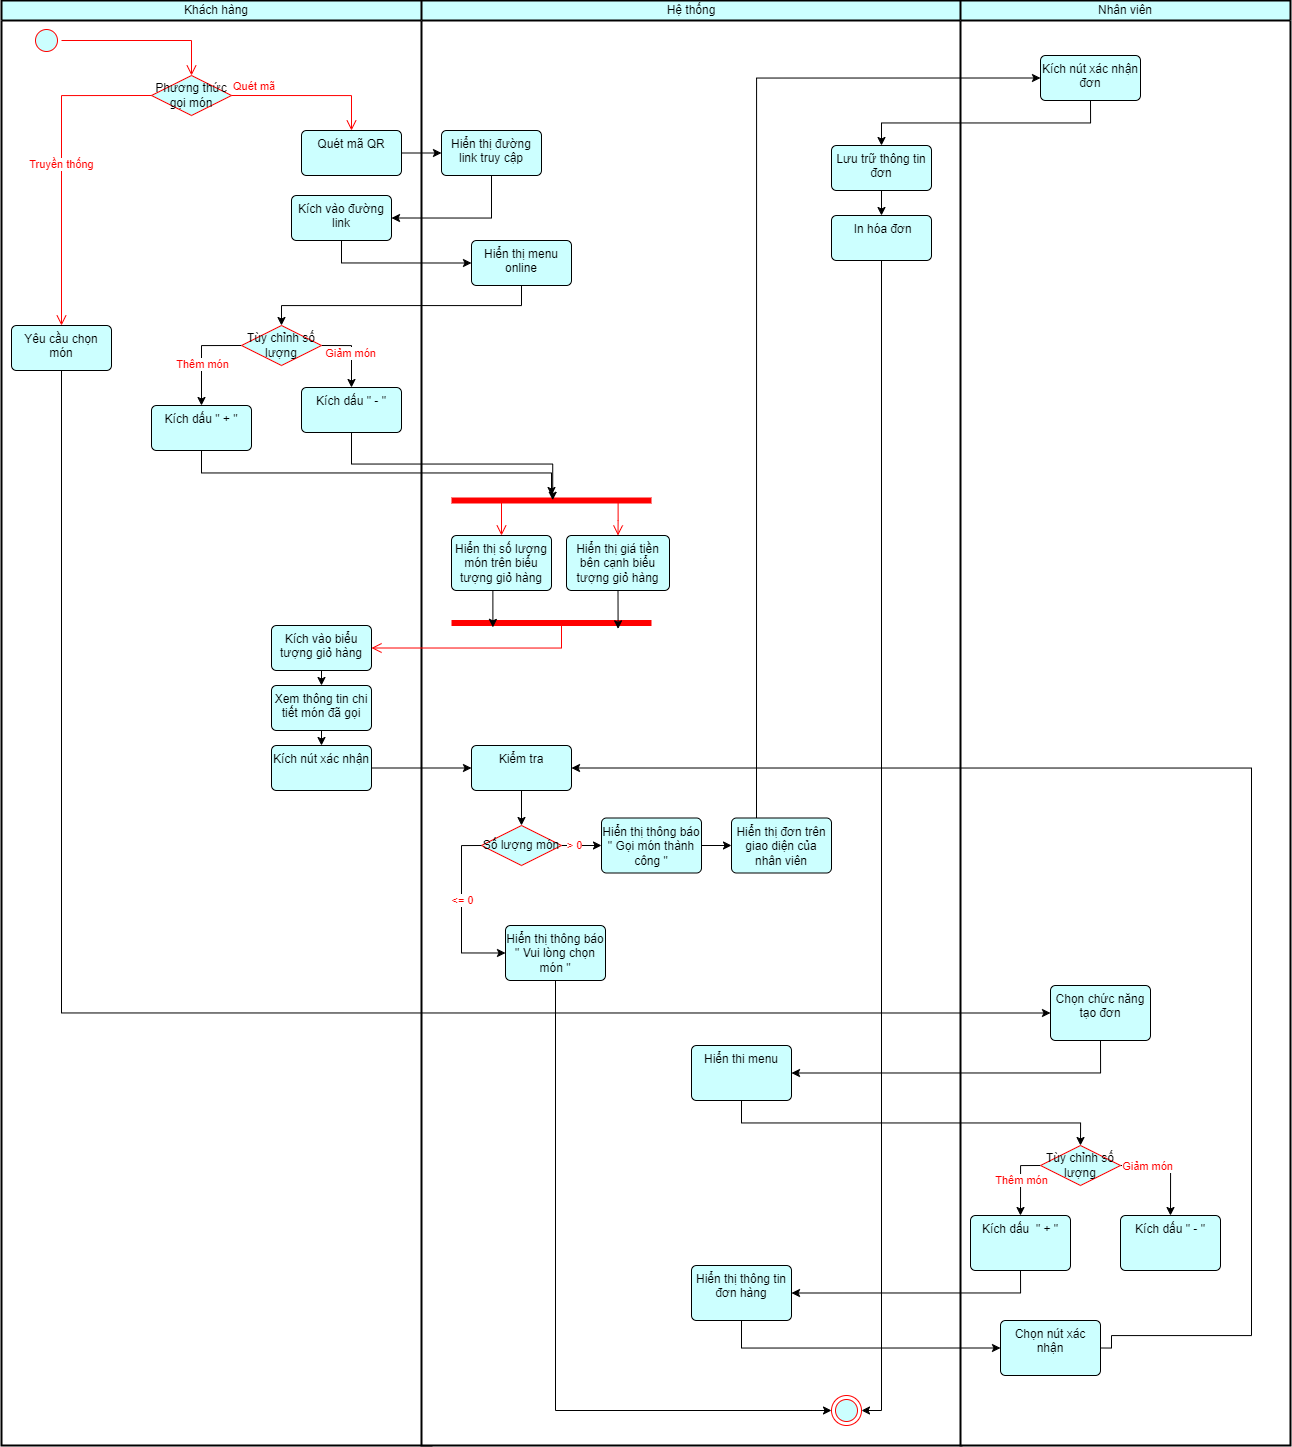 Khách hàng
Hệ thống
Nhân viên
Phương thức
gọi món
Quét mã
Truyền thống
Kích nút xác nhận
đơn
Quét mã QR
Hiển thị đường
link truy cập
Lưu trữ thông tin
đơn
Kích vào đường
link
In hóa đơn
Hiển thị menu
online
Yêu cầu chọn
món
Tùy chỉnh số
lượng
Thêm món
Giảm món
Kích dấu " + "
Kích dấu " - "
Hiển thị số lượng
món trên biểu
tượng giỏ hàng
Hiển thị giá tiền
bên cạnh biểu
tượng giỏ hàng
Kích vào biểu
tượng giỏ hàng
Xem thông tin chi
tiết món đã gọi
Kích nút xác nhận
Kiểm tra
Số lượng món
> 0
Hiển thị thông báo
" Gọi món thành
công "
Hiển thị đơn trên
giao diện của
nhân viên
<= 0
Hiển thị thông báo
" Vui lòng chọn
món "
Chọn chức năng
tạo đơn
Hiển thi menu
Tùy chỉnh số
lượng
Thêm món
Giảm món
Kích dấu  " + "
Kích dấu " - "
Hiển thị thông tin
đơn hàng
Chọn nút xác
nhận